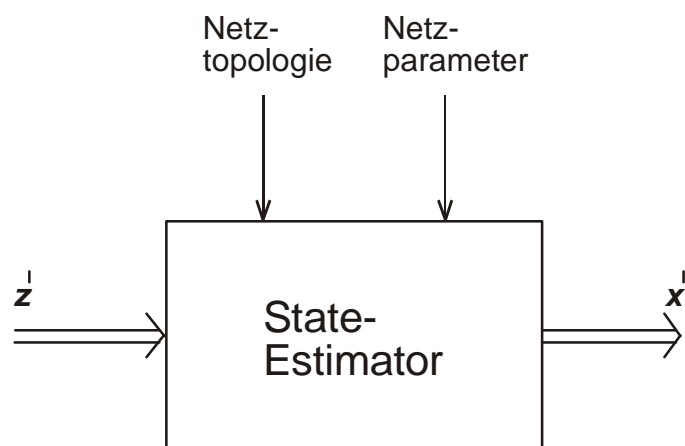 Netz-
topologie
Netz-
parameter
z'
x'
State-
Estimator